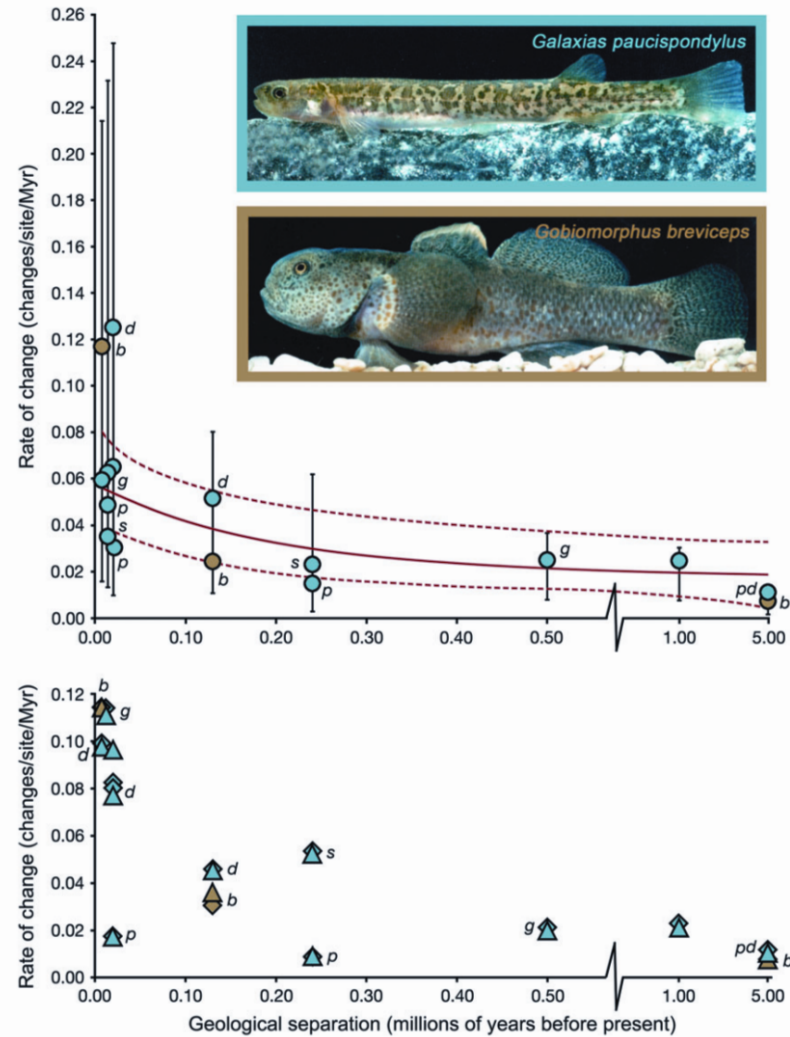 0.26
0.24
0.22
0.20
0.18
0.16
0.14
0.12
0.10
0.08
0.06
0.04
0.02
0.00
Rate of change (changes/site/Myr)
Galaxias paucispondylus
Gobiomorphus breviceps
d
b
g
p
s
p
d
b
s
p
g
pd
b
0.00 0.10 0.20 0.30 0.40 0.50 1.00 5.00
0.12
0.10
0.08
0.06
0.04
0.02
0.00
Rate of change (changes/site/Myr)
b
g
d
d
p
d
b
s
p
g
pd
b
0.00 0.10 0.20 0.30 0.40 0.50 1.00 5.00
Geological separation (millions of years before present)